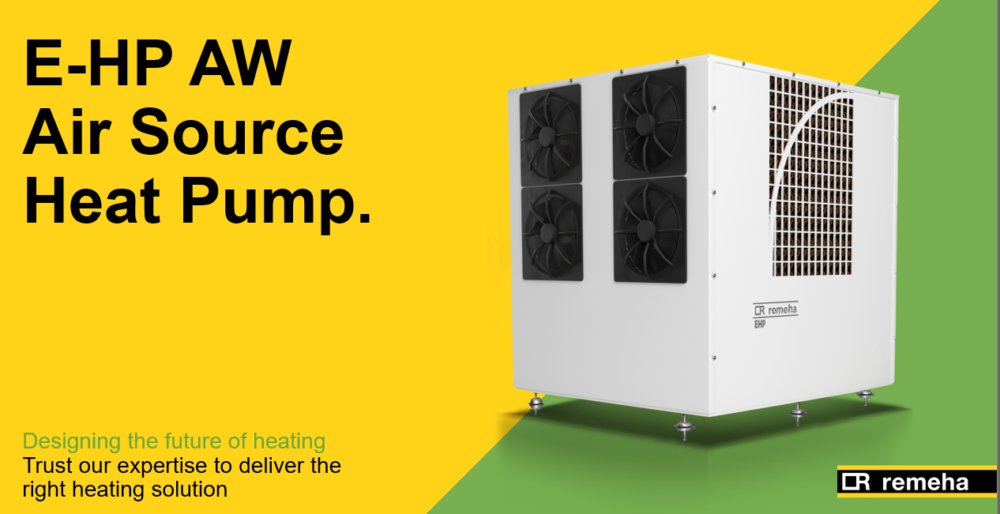 E-HP AW
Air Source
Heat Pump.
remeha
EHP
Designing the future of heating
Trust our expertise to deliver the
right heating solution
remeha